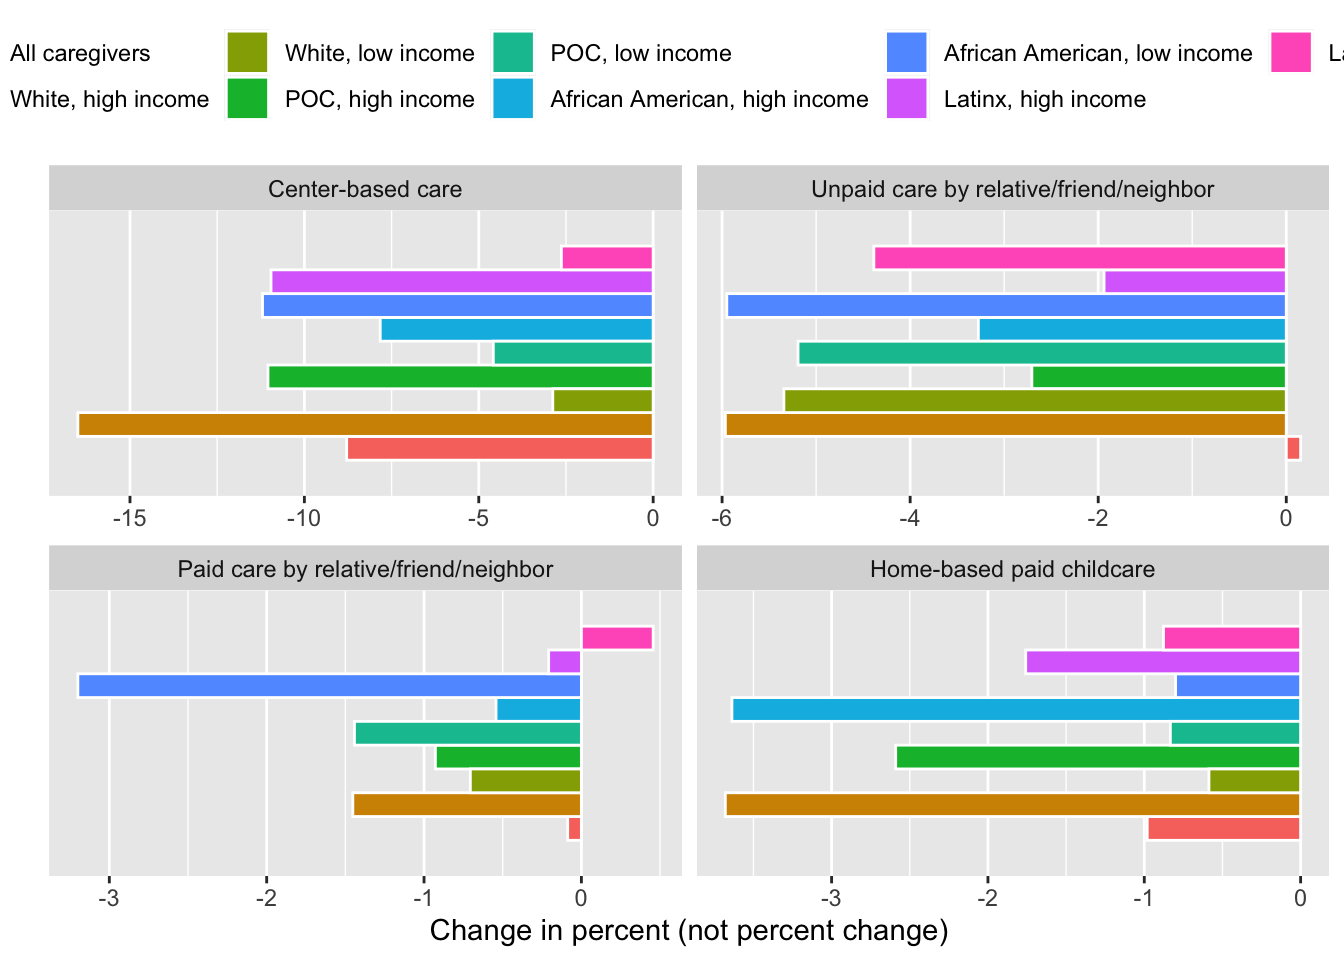 All caregivers White, low income POC, low income African American, low income
White, high income POC, high income African American, high income Latinx, high income
Center-based care Unpaid care by relative/friend/neighbor
-15 -10 -5 0 -6 -4 -2 0
Paid care by relative/friend/neighbor Home-based paid childcare
-3 -2 -1 0 -3 -2 -1 0
Change in percent (not percent change)